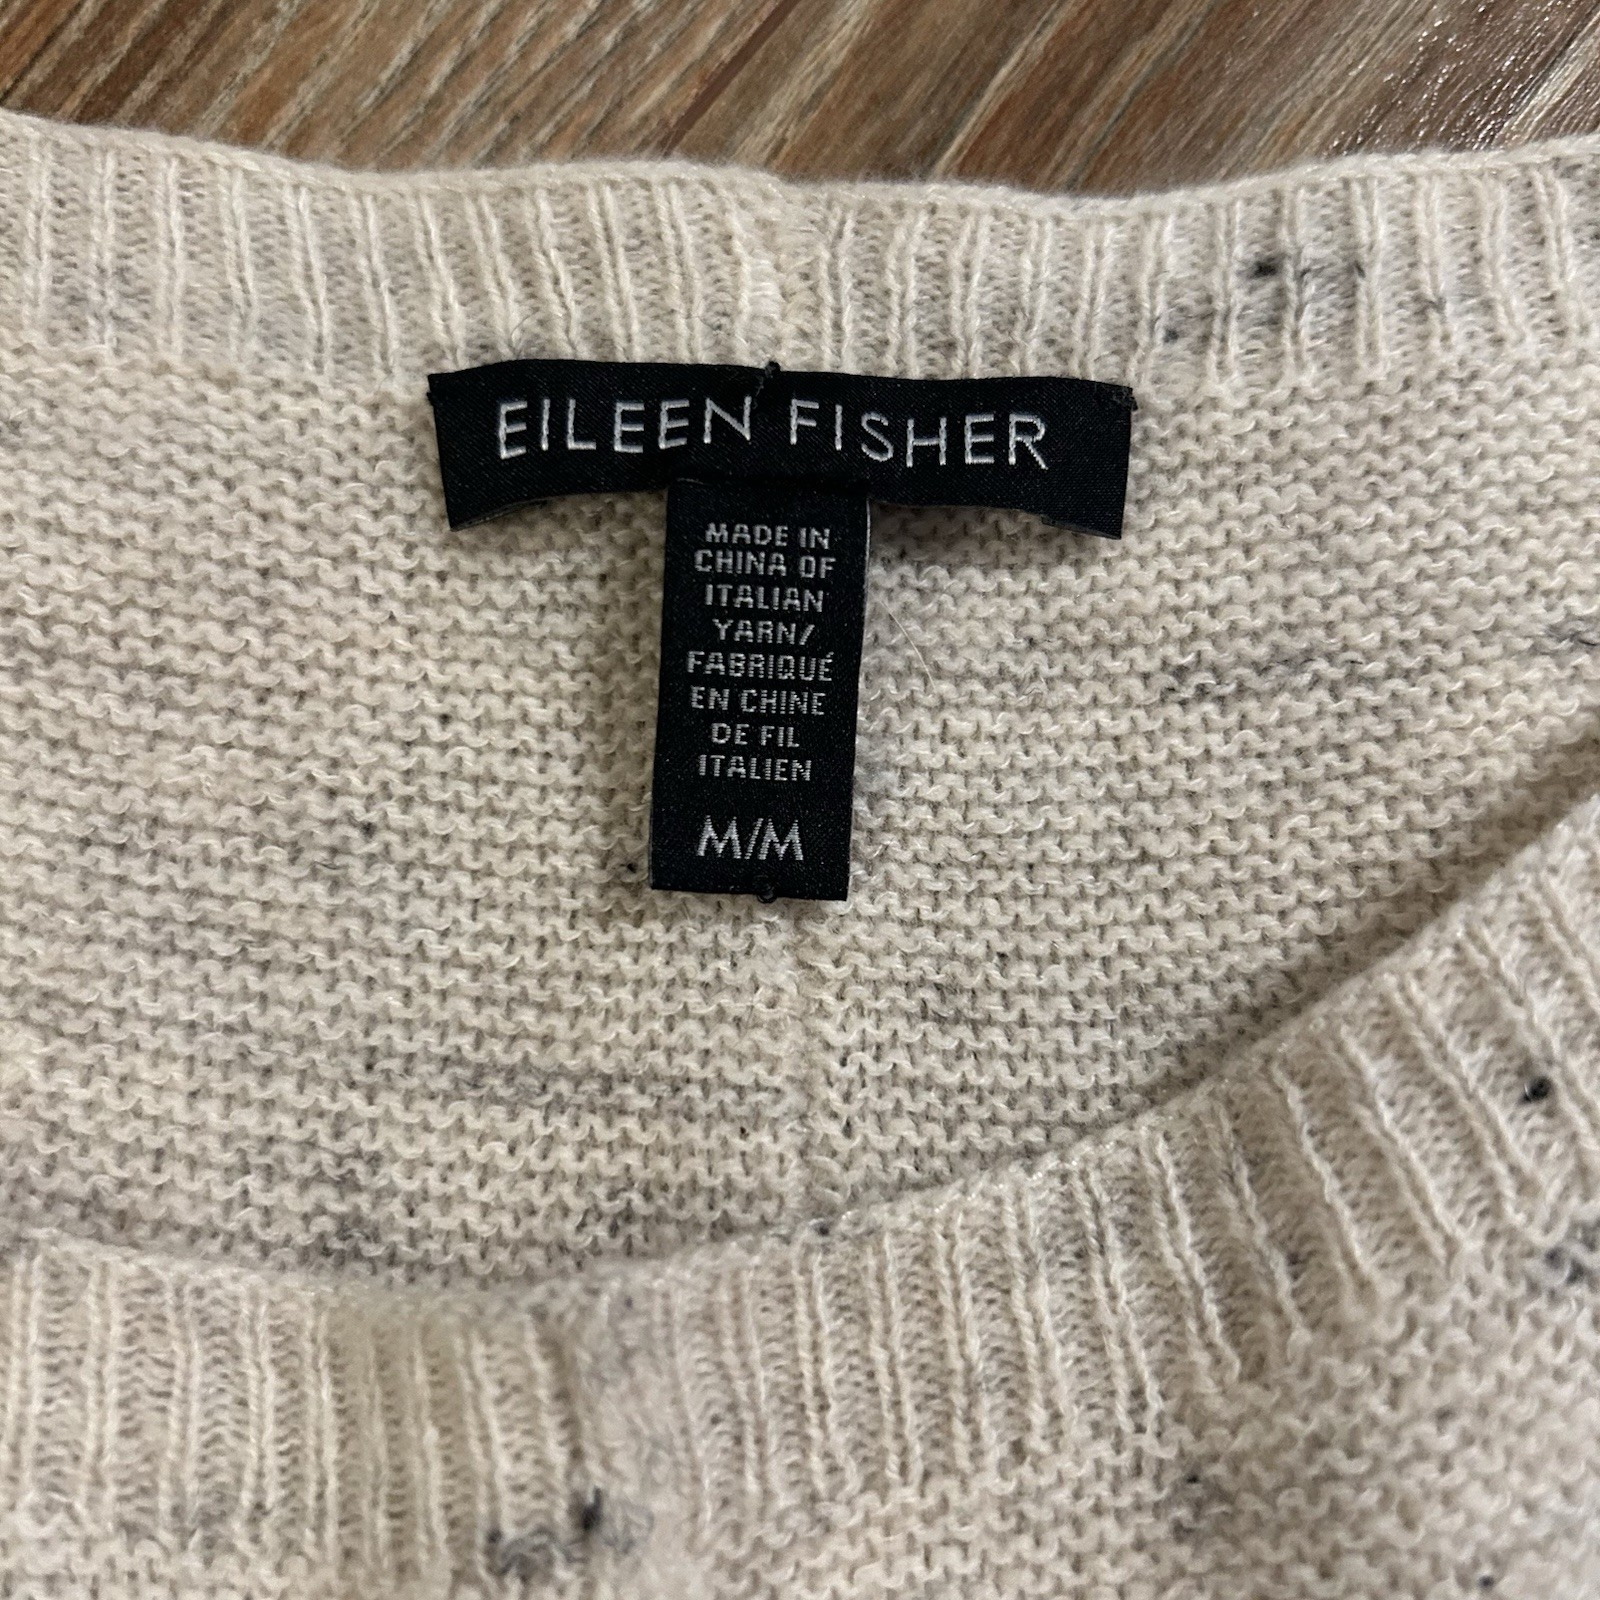 EILEEN FISHER
MADE IN
CHINA OF
ITALIAN
YARN/
FABRIQUÉ
EN CHINE
DE FIL
ITALIEN
M/M